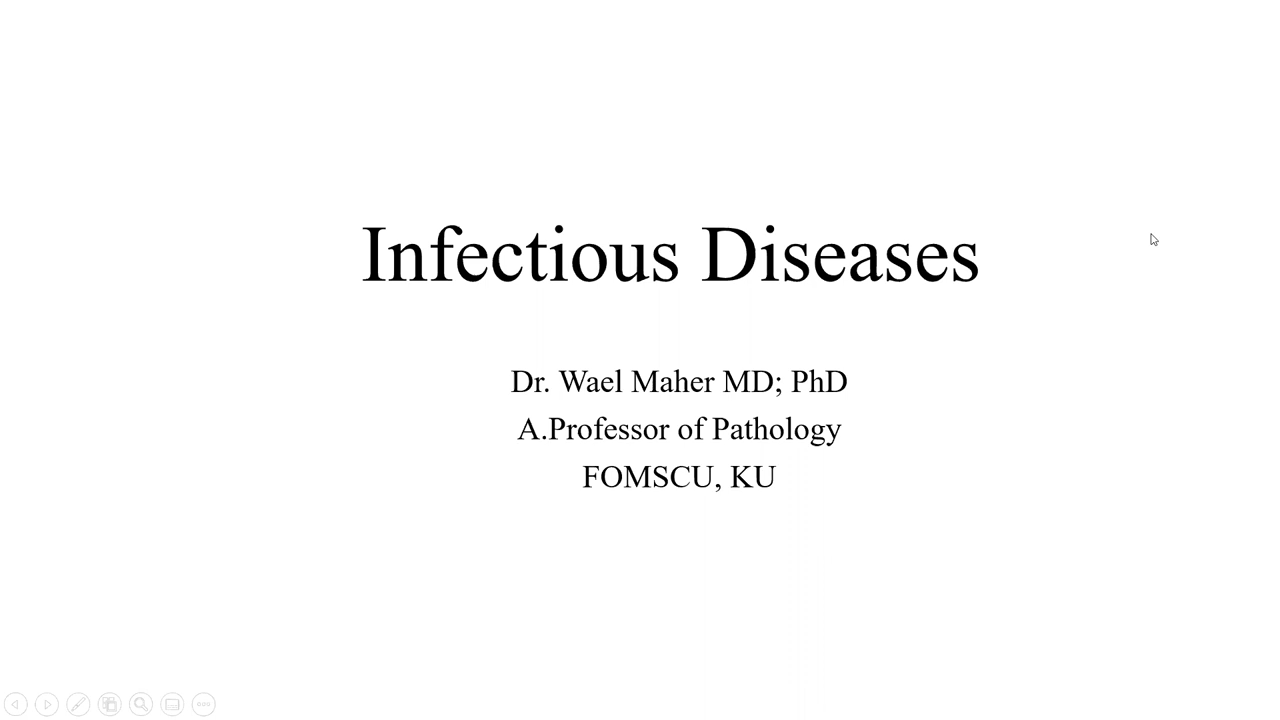 Infectious Diseases
Dr. Wael Maher MD; PhD
A.Professor of Pathology
FOMSCU, KU